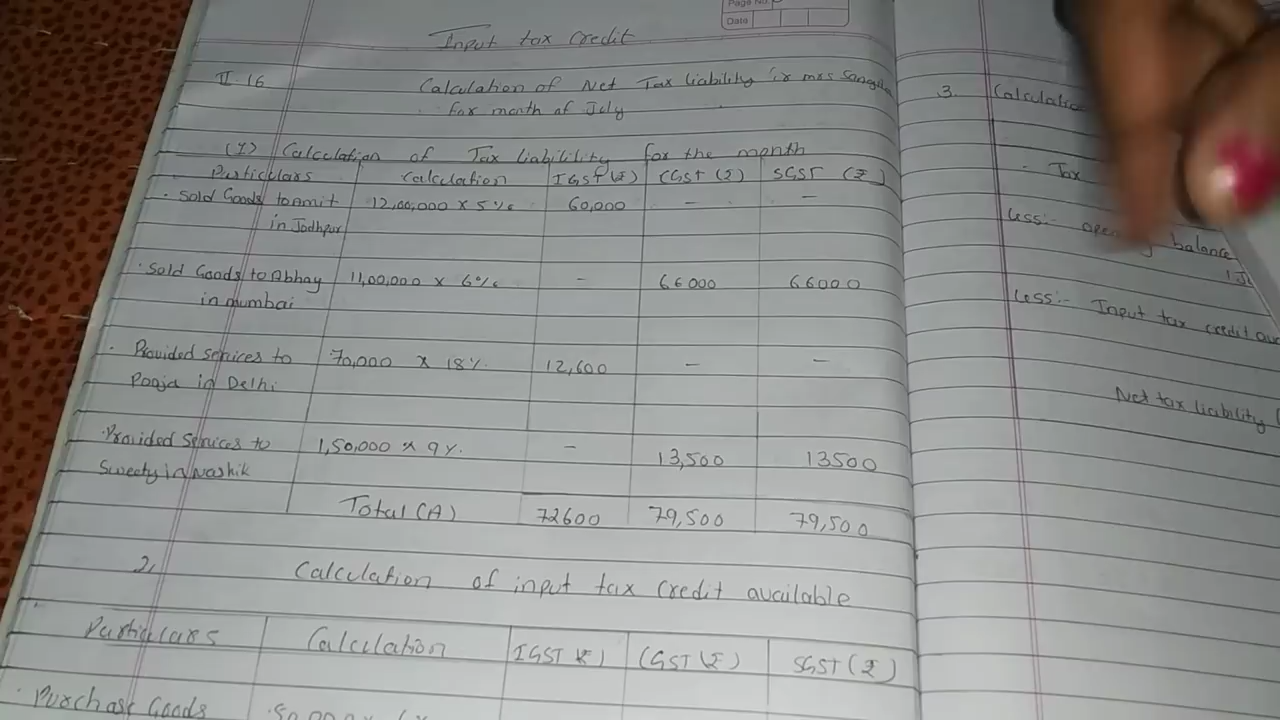 Page No.
Date
Input tax credit
II 16 Calculation of Net Tax liability for mrs
for month of July
(1) Calculation of Tax liabilility for the month
Particulars Calculation IGST (₹) CGST (₹) SGST (₹)
· Sold Goods to Amit 12,00,000 x 5% 60,000 - -
in Jodhpur
· Sold Goods to Abhay 11,00,000 x 6% - 66000 66000
in mumbai
· Provided services to 70,000 x 18% 12,600 - -
Pooja in Delhi
· Provided Services to 1,50,000 x 9%. - 13,500 13500
Sweety in Nashik
Total (A) 72600 79,500 79,500
2, Calculation of input tax credit available
Particulars Calculation IGST (₹) CGST (₹) SGST (₹)
· Purchase Goods
3.
- Tax
Less:- balance
Less:- Input tax credit
Net tax liability